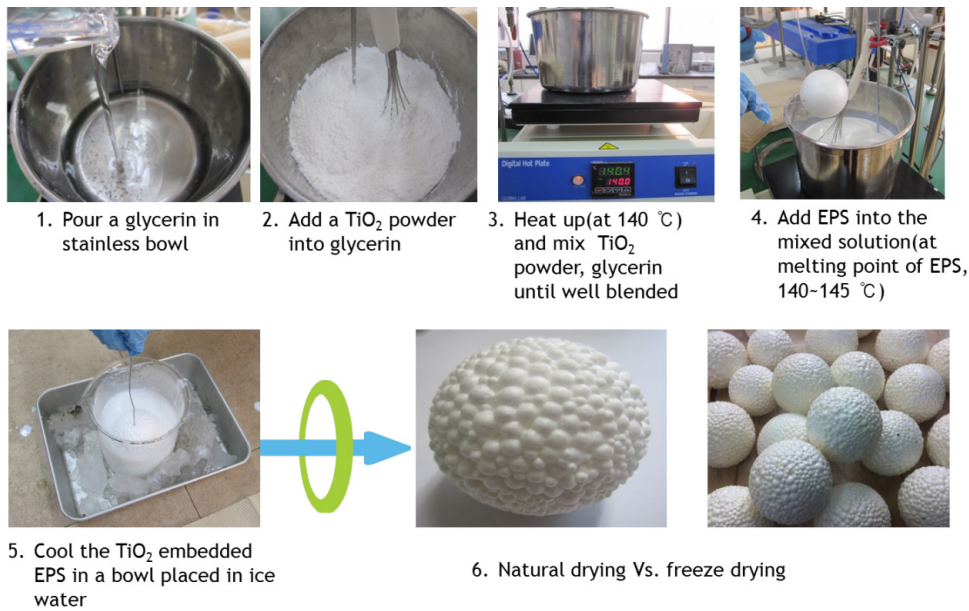 1. Pour a glycerin in
stainless bowl
2. Add a TiO₂ powder
into glycerin
Digital Hot Plate
140.4
140.0
3. Heat up(at 140 ℃)
and mix TiO₂
powder, glycerin
until well blended
4. Add EPS into the
mixed solution(at
melting point of EPS,
140~145 ℃)
5. Cool the TiO₂ embedded
EPS in a bowl placed in ice
water
6. Natural drying Vs. freeze drying